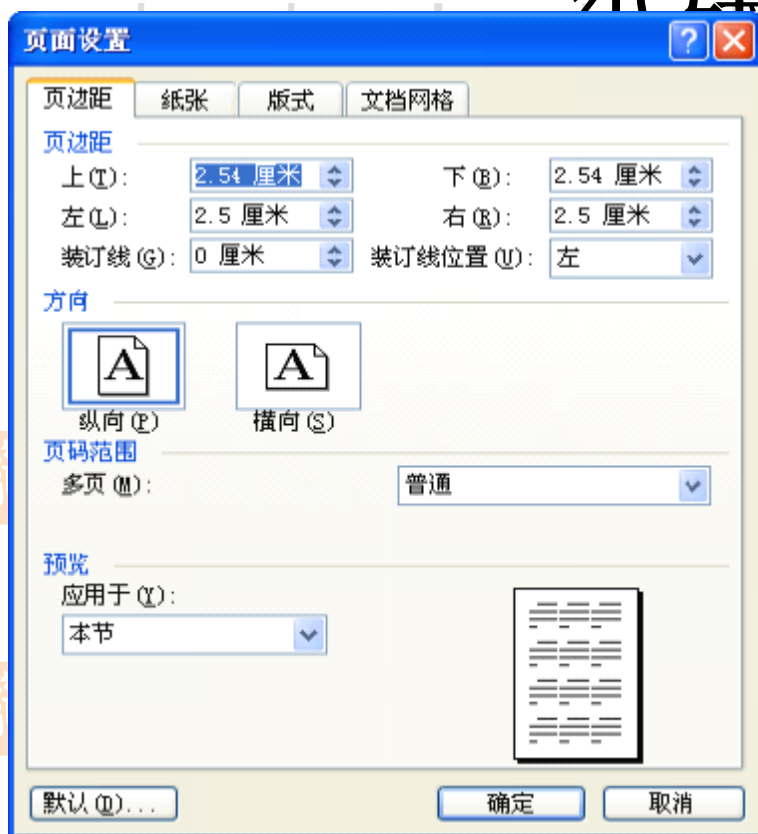 页面设置
页边距 纸张 版式 文档网格
页边距
上(T): 2.54 厘米 下(B): 2.54 厘米
左(L): 2.5 厘米 右(R): 2.5 厘米
装订线(G): 0 厘米 装订线位置(U): 左
方向
A A
纵向(P) 横向(S)
页码范围
多页(M): 普通
预览
应用于(Y):
本节
默认(D)... 确定 取消